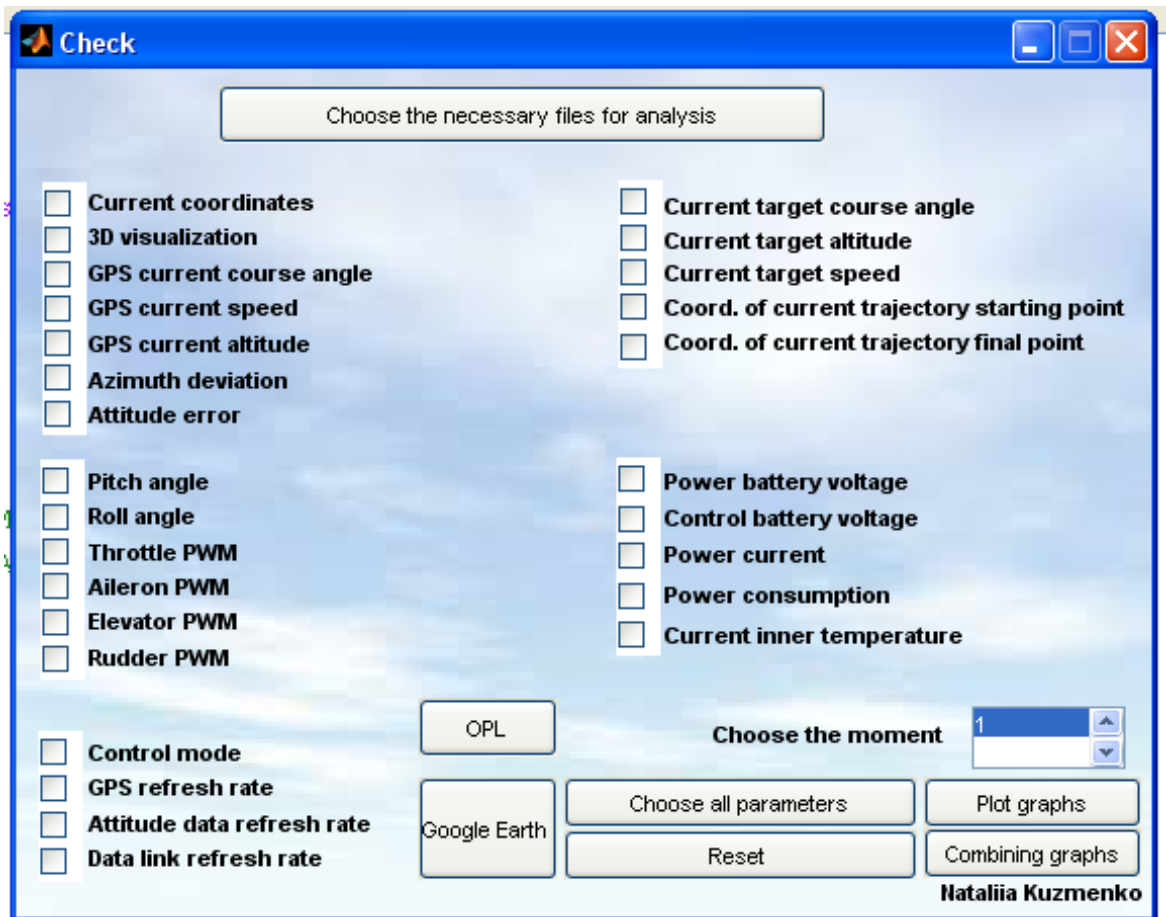 Check
Choose the necessary files for analysis
Current coordinates
3D visualization
GPS current course angle
GPS current speed
GPS current altitude
Azimuth deviation
Attitude error
Current target course angle
Current target altitude
Current target speed
Coord. of current trajectory starting point
Coord. of current trajectory final point
Pitch angle
Roll angle
Throttle PWM
Aileron PWM
Elevator PWM
Rudder PWM
Power battery voltage
Control battery voltage
Power current
Power consumption
Current inner temperature
Control mode
GPS refresh rate
Attitude data refresh rate
Data link refresh rate
OPL
Google Earth
Choose the moment
1
Choose all parameters
Plot graphs
Reset
Combining graphs
Nataliia Kuzmenko